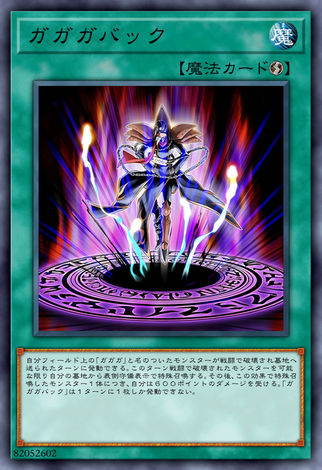 ガガガバック
魔
【魔法カード】
自分フィールド上の「ガガガ」と名のついたモンスターが戦闘で破壊され墓地へ
送られたターンに発動できる。このターン戦闘で破壊されたモンスターを可能
な限り自分の墓地から表側守備表示で特殊召喚する。その後、この効果で特殊召
喚したモンスター1体につき、自分は600ポイントのダメージを受ける。「ガ
ガガバック」は1ターンに1枚しか発動できない。
82052602